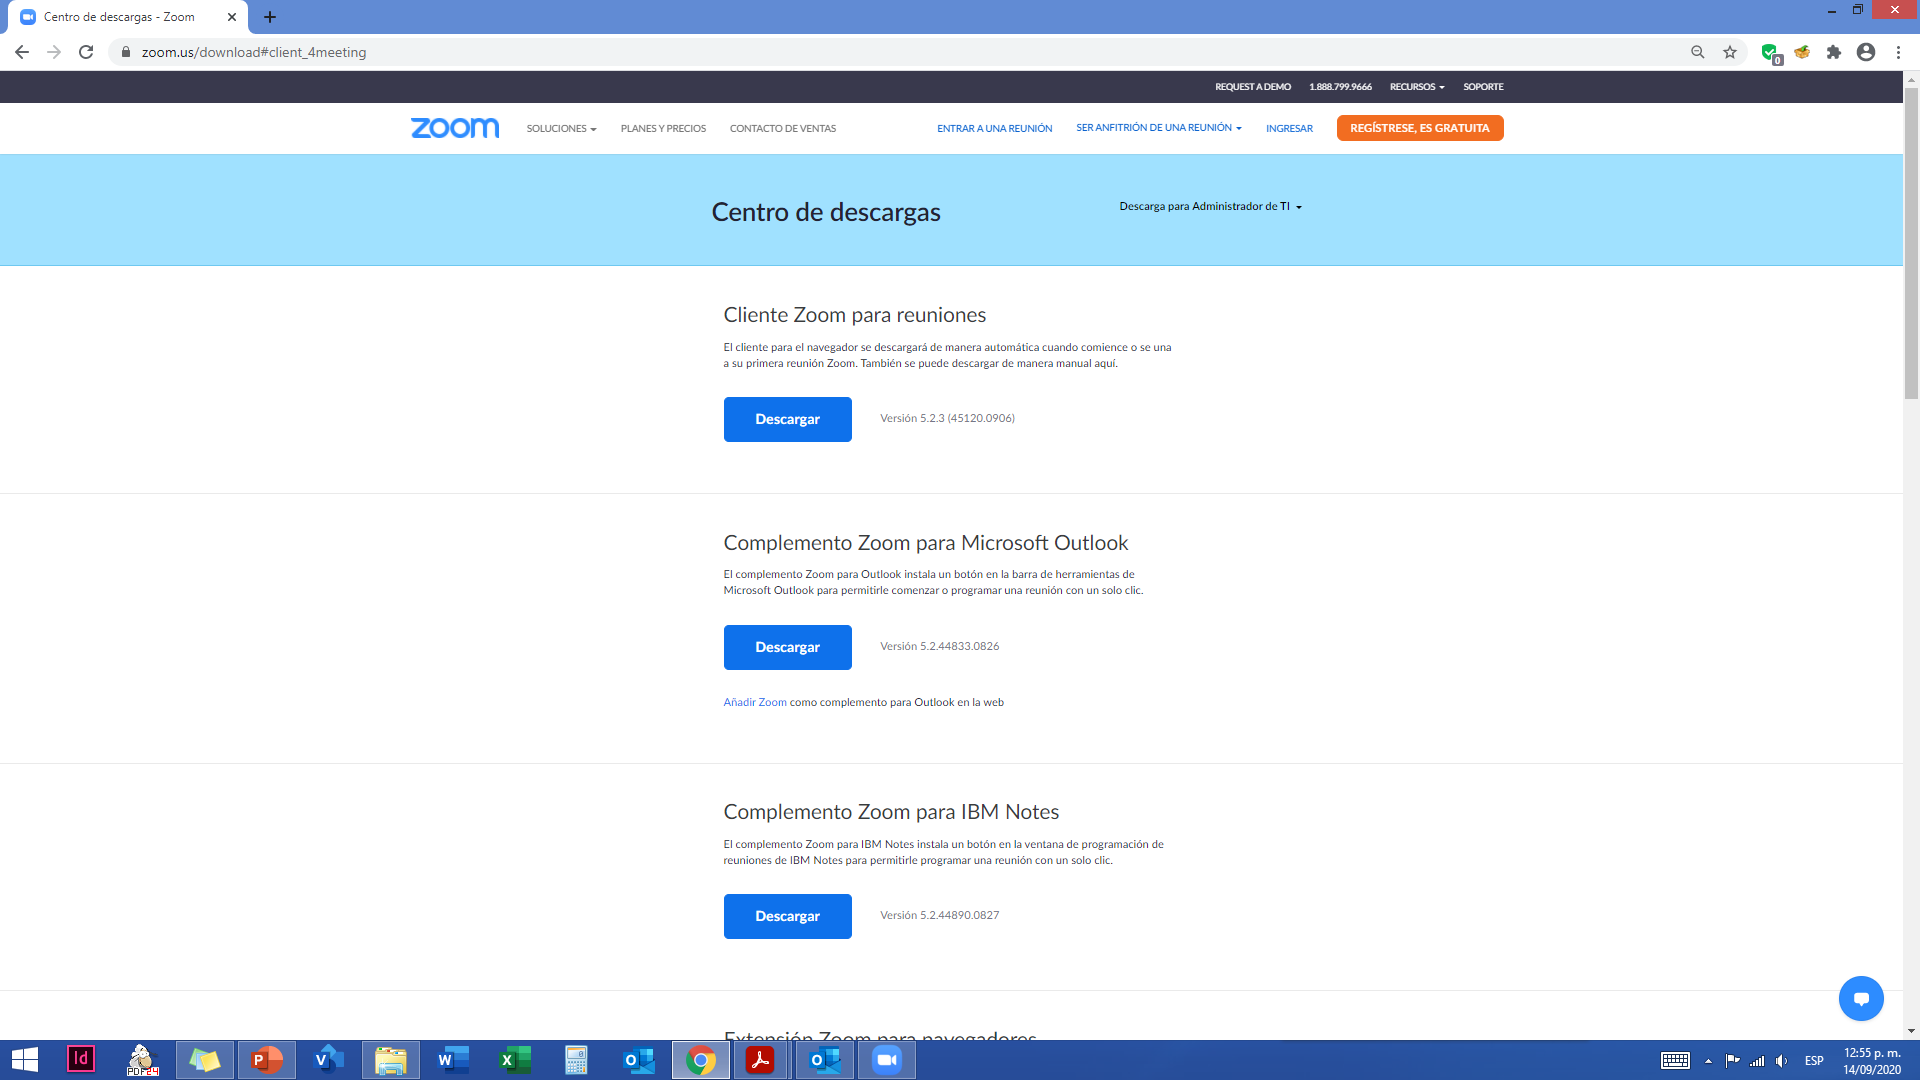 Centro de descargas - Zoom
zoom.us/download#client_4meeting
0
REQUEST A DEMO 1.888.799.9666 RECURSOS SOPORTE
zoom SOLUCIONES PLANES Y PRECIOS CONTACTO DE VENTAS ENTRAR A UNA REUNIÓN SER ANFITRIÓN DE UNA REUNIÓN INGRESAR REGÍSTRESE, ES GRATUITA
Centro de descargas
Descarga para Administrador de TI
Cliente Zoom para reuniones
El cliente para el navegador se descargará de manera automática cuando comience o se una
a su primera reunión Zoom. También se puede descargar de manera manual aquí.
Descargar Versión 5.2.3 (45120.0906)
Complemento Zoom para Microsoft Outlook
El complemento Zoom para Outlook instala un botón en la barra de herramientas de
Microsoft Outlook para permitirle comenzar o programar una reunión con un solo clic.
Descargar Versión 5.2.44833.0826
Añadir Zoom como complemento para Outlook en la web
Complemento Zoom para IBM Notes
El complemento Zoom para IBM Notes instala un botón en la ventana de programación de
reuniones de IBM Notes para permitirle programar una reunión con un solo clic.
Descargar Versión 5.2.44890.0827
Extensión Zoom para navegadores
Id PDF24 P V W X O O ESP 12:55 p. m.
14/09/2020